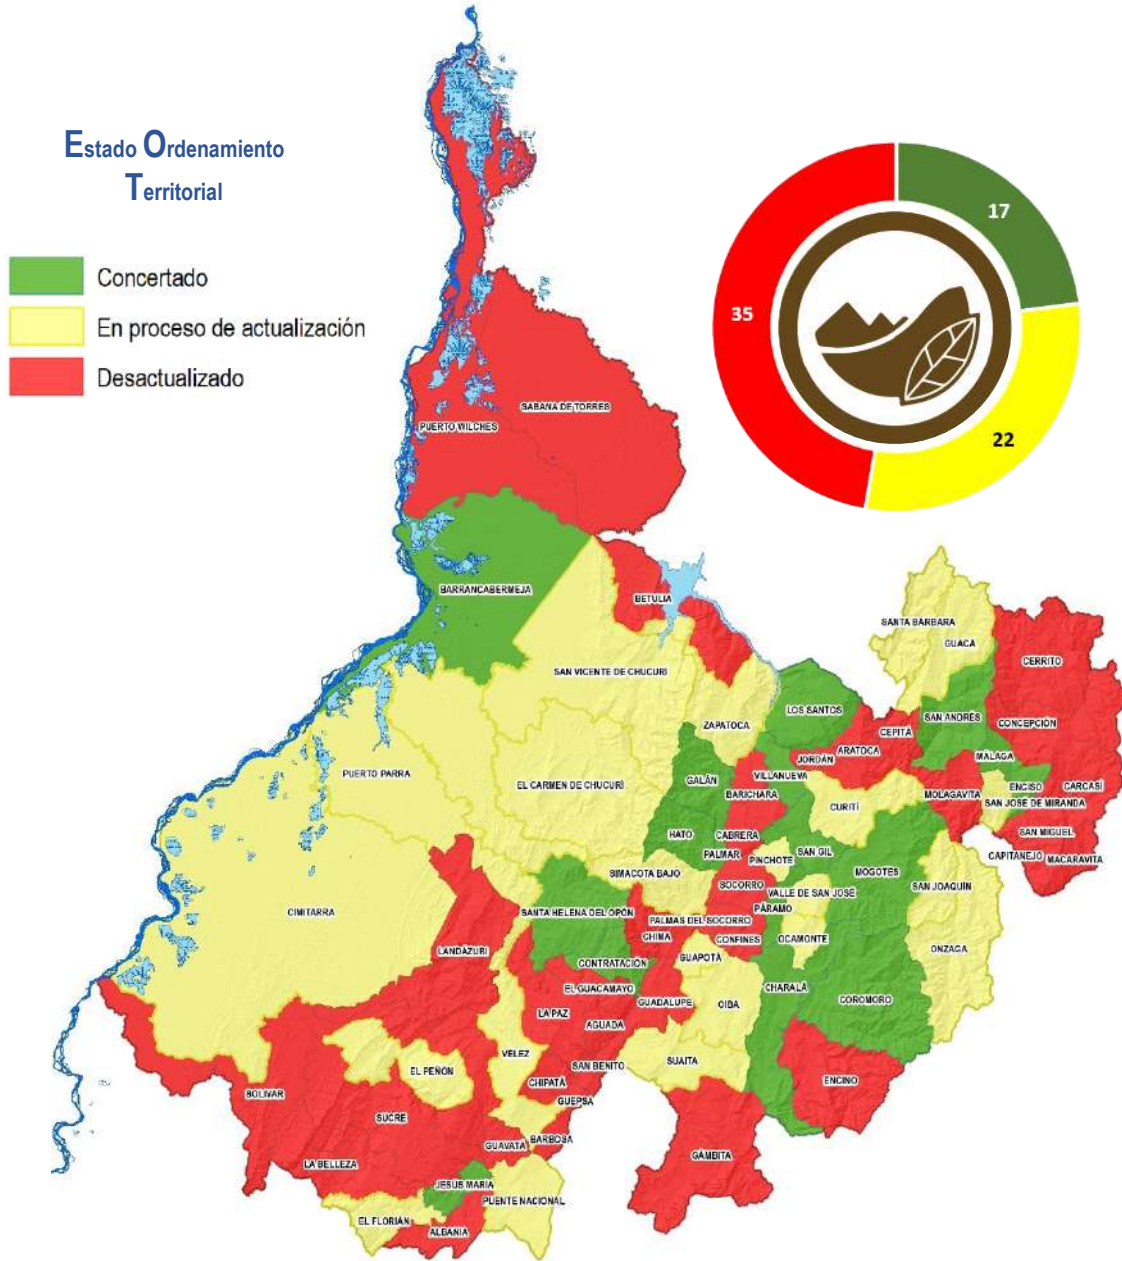 Estado Ordenamiento
Territorial
Concertado
En proceso de actualización
Desactualizado
17
35
22
SABANA DE TORRES
PUERTO WILCHES
BARRANCABERMEJA
BETULIA
SANTA BÁRBARA
GUACA
CERRITO
SAN VICENTE DE CHUCURÍ
LOS SANTOS
SAN ANDRÉS
CONCEPCIÓN
ZAPATOCA
CEPITÁ
ARATOCA
JORDÁN
MÁLAGA
PUERTO PARRA
VILLANUEVA
GALÁN
EL CARMEN DE CHUCURÍ
BARICHARA
MOLAGAVITA
ENCISO
CARCASÍ
SAN JOSE DE MIRANDA
CURITÍ
HATO
CABRERA
SAN MIGUEL
PALMAR
PINCHOTE
SAN GIL
CAPITANEJO
MACARAVITA
SIMACOTA BAJO
MOGOTES
SOCORRO
VALLE DE SAN JOSÉ
SAN JOAQUÍN
CIMITARRA
SANTA HELENA DEL OPÓN
PÁRAMO
PALMAS DEL SOCORRO
CHIMA
CONFINES
OCAMONTE
LANDÁZURI
ONZAGA
GUAPOTÁ
CONTRATACIÓN
EL GUACAMAYO
CHARALÁ
GUADALUPE
OIBA
COROMORO
LA PAZ
AGUADA
VÉLEZ
SUAITA
SAN BENITO
EL PEÑÓN
CHIPATÁ
ENCINO
BOLÍVAR
GUEPSA
SUCRE
BARBOSA
GUAVATA
GÁMBITA
LA BELLEZA
JESUS MARÍA
PUENTE NACIONAL
EL FLORIÁN
ALBANIA